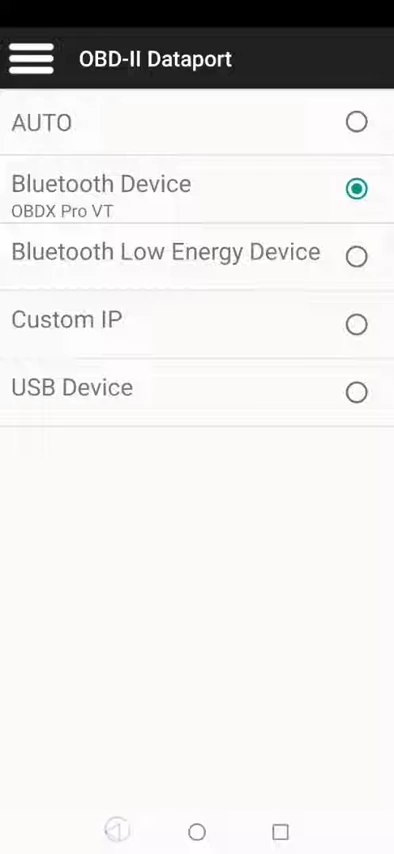 OBD-II Dataport
AUTO
Bluetooth Device
OBDX Pro VT
Bluetooth Low Energy Device
Custom IP
USB Device